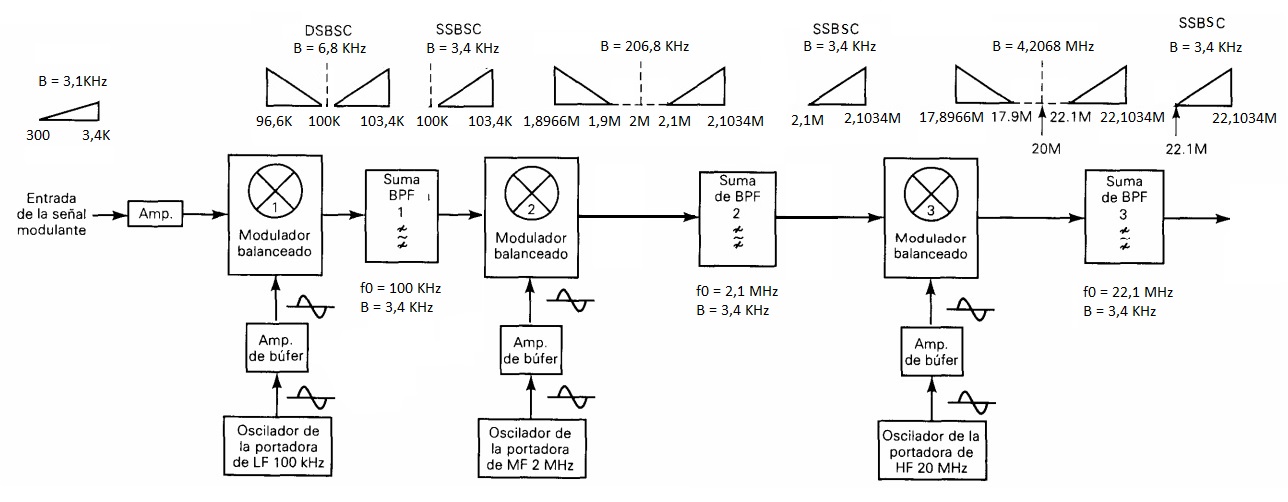 DSBSC
B = 6,8 KHz
SSBSC
B = 3,4 KHz
B = 206,8 KHz
SSBSC
B = 3,4 KHz
B = 4,2068 MHz
SSBSC
B = 3,4 KHz
B = 3,1KHz
300 3,4K
96,6K 100K 103,4K
100K 103,4K
1,8966M 1,9M 2M 2,1M 2,1034M
2,1M 2,1034M
17,8966M 17.9M 22.1M 22,1034M
20M
22,1034M
22.1M
Entrada
de la señal
modulante
Amp.
1
Modulador
balanceado
Suma
BPF
1
2
Modulador
balanceado
Suma
de BPF
2
3
Modulador
balanceado
Suma
de BPF
3
f0 = 100 KHz
B = 3,4 KHz
f0 = 2,1 MHz
B = 3,4 KHz
f0 = 22,1 MHz
B = 3,4 KHz
Amp.
de búfer
Amp.
de búfer
Amp.
de búfer
Oscilador de
la portadora
de LF 100 kHz
Oscilador de
la portadora
de MF 2 MHz
Oscilador de la
portadora de
HF 20 MHz